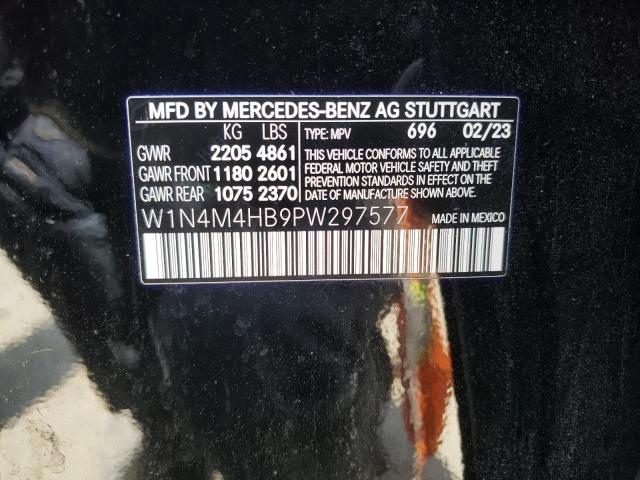 MFD BY MERCEDES-BENZ AG STUTTGART
KG LBS TYPE: MPV 696 02/23
GVWR 2205 4861
GAWR FRONT 1180 2601
GAWR REAR 1075 2370
THIS VEHICLE CONFORMS TO ALL APPLICABLE
FEDERAL MOTOR VEHICLE SAFETY AND THEFT
PREVENTION STANDARDS IN EFFECT ON THE
DATE OF MANUFACTURE SHOWN ABOVE.
W1N4M4HB9PW297577 MADE IN MEXICO